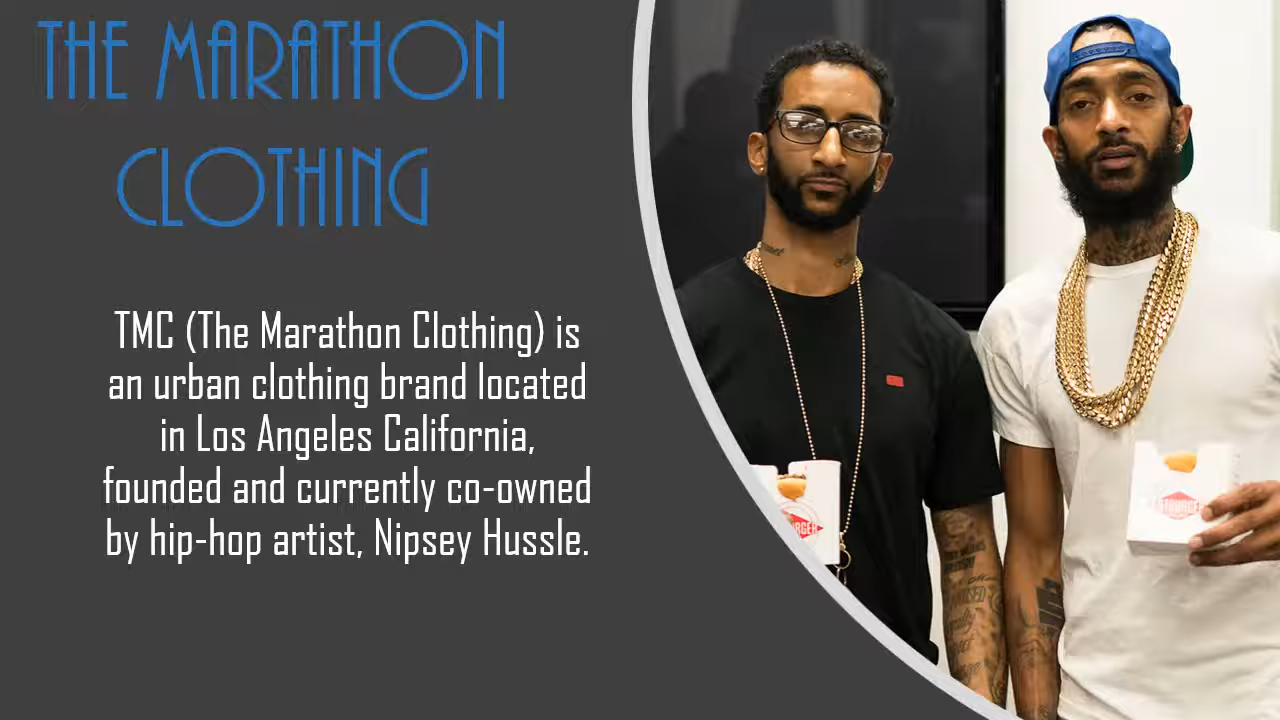 THE MARATHON
CLOTHING
TMC (The Marathon Clothing) is
an urban clothing brand located
in Los Angeles California,
founded and currently co-owned
by hip-hop artist, Nipsey Hussle.